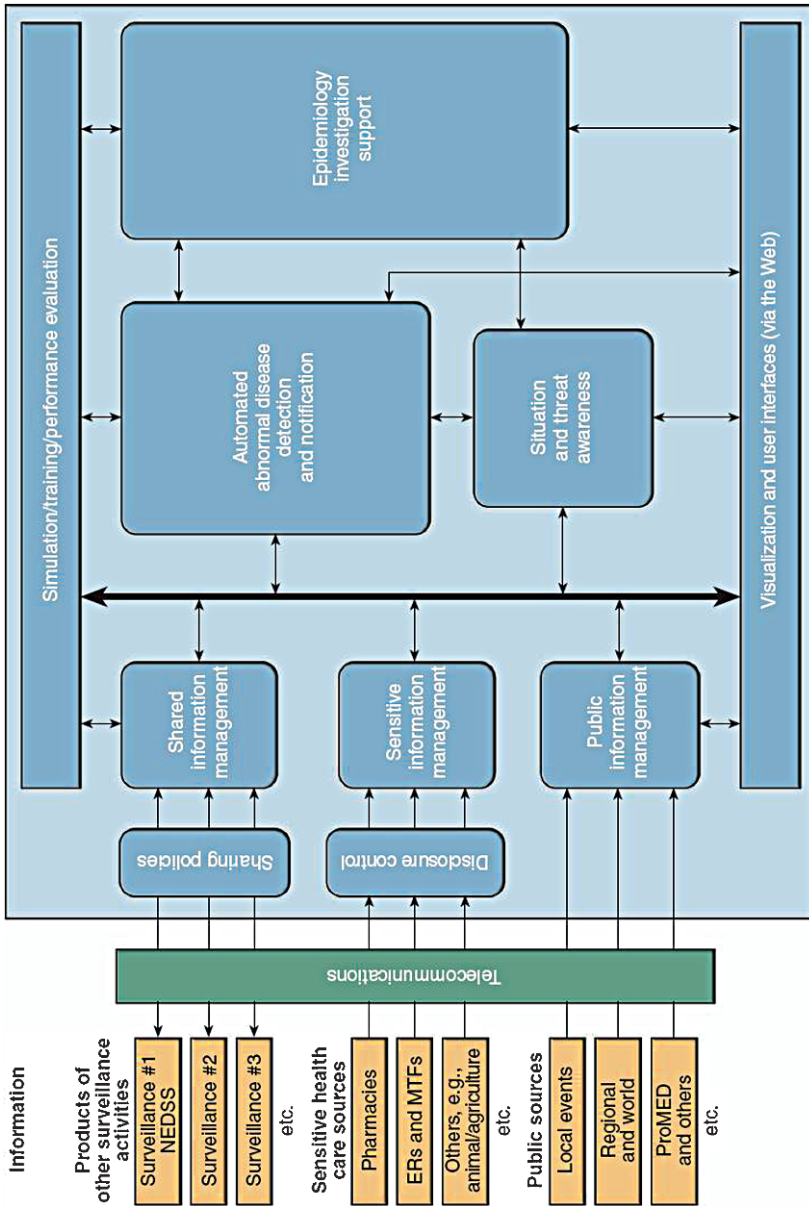 Information
Products of
other surveillance
activities
Surveillance #1
NEDSS
Surveillance #2
Surveillance #3
etc.
Sensitive health
care sources
Pharmacies
ERs and MTFs
Others, e.g.,
animal/agriculture
etc.
Public sources
Local events
Regional
and world
ProMED
and others
etc.
Telecommunications
Sharing policies
Disclosure control
Shared
information
management
Sensitive
information
management
Public
information
management
Simulation/training/performance evaluation
Automated
abnormal disease
detection
and notification
Situation
and threat
awareness
Epidemiology
investigation
support
Visualization and user interfaces (via the Web)